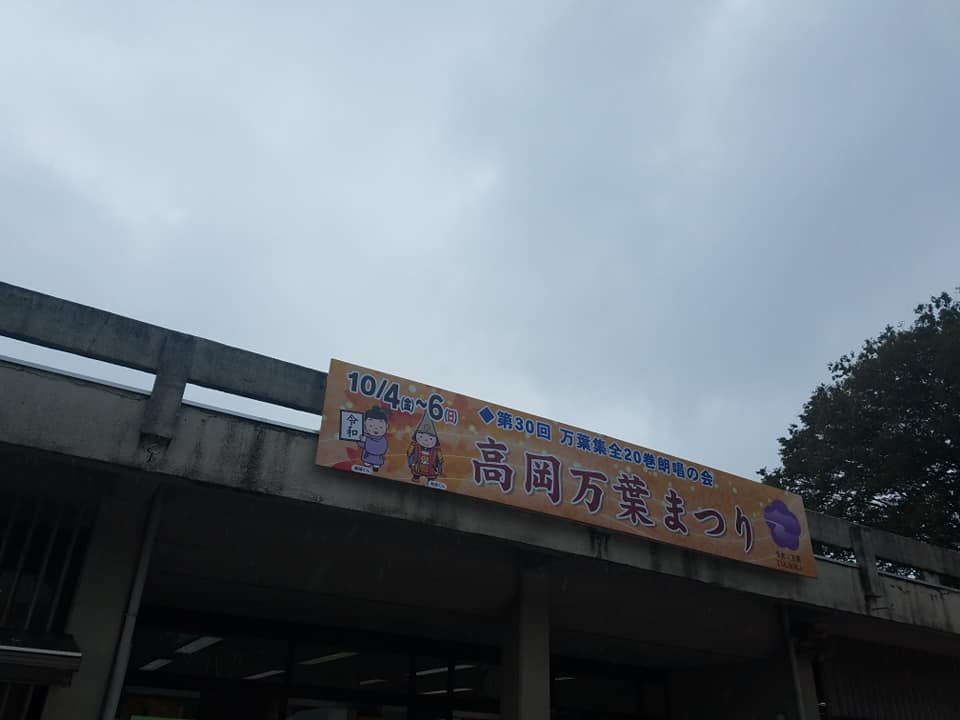 10/4(金)~6(日)
◆第30回 万葉集全20巻朗唱の会
高岡万葉まつり
令和